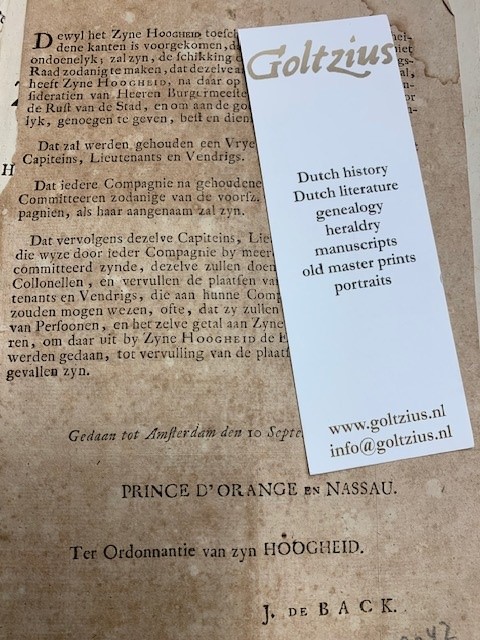 Dewyl het Zyne HOOGHEID, toesch
dene kanten is voorgekomen, d
ondoenelyk; zal zyn, de schikking
Raad zodanig te maken, dat dezelve
heeft Zyne HOOGHEID, na daar op
sideratien van Heeren Burgermeeste
de Rust van de Stad, en om aan de go
lyk, genoegen te geven, best en dien
Dat zal werden gehouden een Vrye
Capiteins, Lieutenants en Vendrigs.
H
Dat iedere Compagnie na gehoudene
Committeeren zodanige van de voorsz.
pagnien, als haar aangenaam zal zyn.
Dat vervolgens dezelve Capiteins, Lie
die wyze door ieder Compagnie by meer
committeerd zynde, dezelve zullen doen
Collonellen, en vervullen de plaatsen van
tenants en Vendrigs, die aan hunne Comp
zouden mogen wezen, ofte, dat zy zullen
van Persoonen, en het zelve getal aan Zyne
ren, om daar uit by Zyne HOOGHEID de
werden gedaan, tot vervulling van de plaats
gevallen zyn.
Gedaan tot Amsterdam den 10 Septe
PRINCE D'ORANGE EN NASSAU.
Ter Ordonnantie van zyn HOOGHEID.
J. DE BACK.
Goltzius
Dutch history
Dutch literature
genealogy
heraldry
manuscripts
old master prints
portraits
www.goltzius.nl
info@goltzius.nl